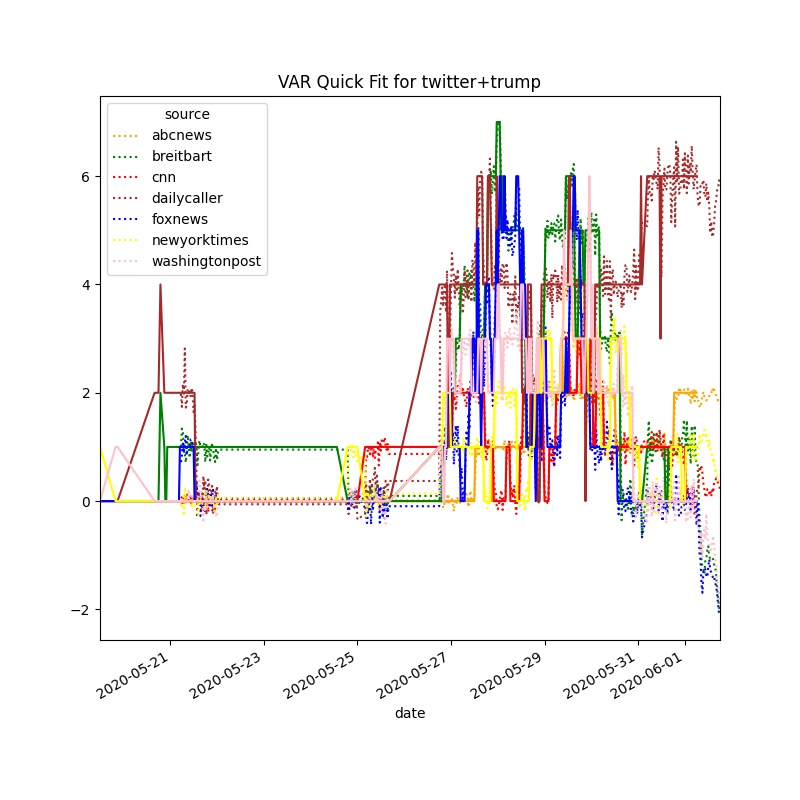 VAR Quick Fit for twitter+trump
source
abcnews
breitbart
cnn
dailycaller
foxnews
newyorktimes
washingtonpost
6
4
2
0
−2
2020-05-21
2020-05-23
2020-05-25
2020-05-27
2020-05-29
2020-05-31
2020-06-01
date